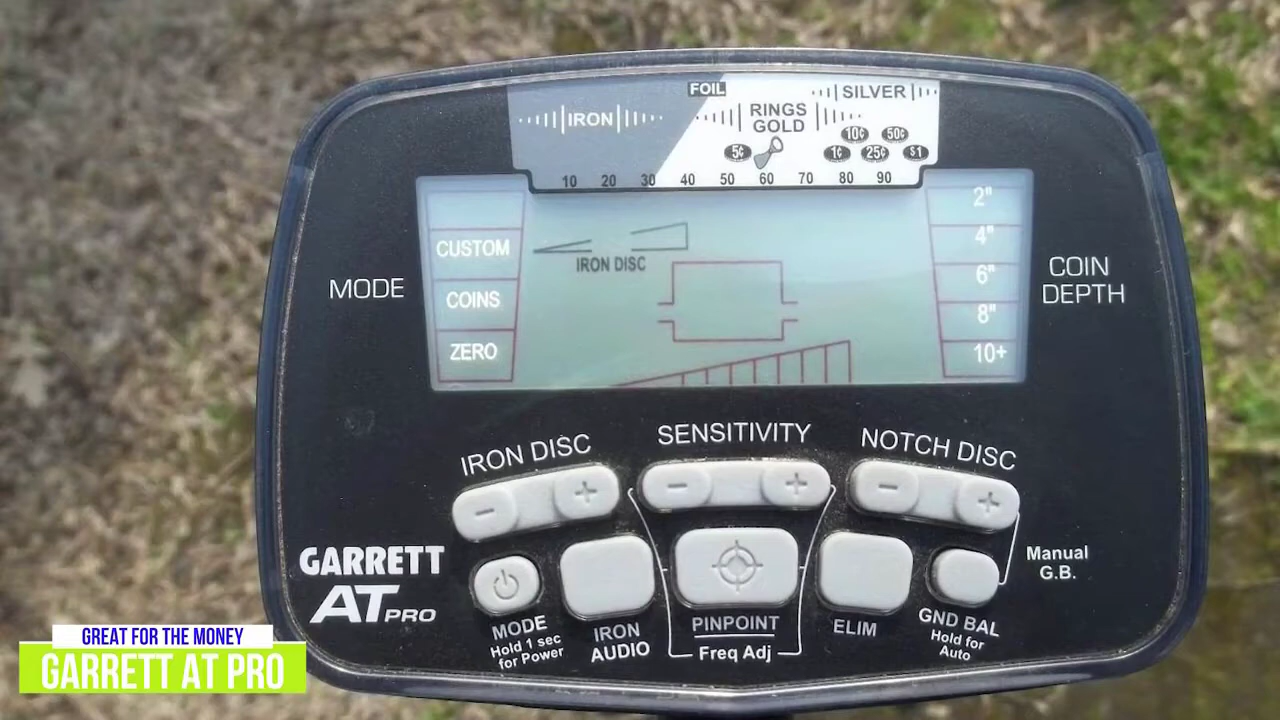 FOIL
SILVER
IRON
RINGS
GOLD
10¢ 50¢
5¢ 1¢ 25¢ $1
10 20 30 40 50 60 70 80 90
2"
CUSTOM
4"
IRON DISC
6"
MODE
COINS
8"
ZERO
10+
COIN
DEPTH
IRON DISC
SENSITIVITY
NOTCH DISC
- +
- +
- +
GARRETT
AT PRO
MODE
Hold 1 sec
for Power
IRON
AUDIO
PINPOINT
Freq Adj
ELIM
GND BAL
Hold for
Auto
Manual
G.B.
GREAT FOR THE MONEY
GARRETT AT PRO